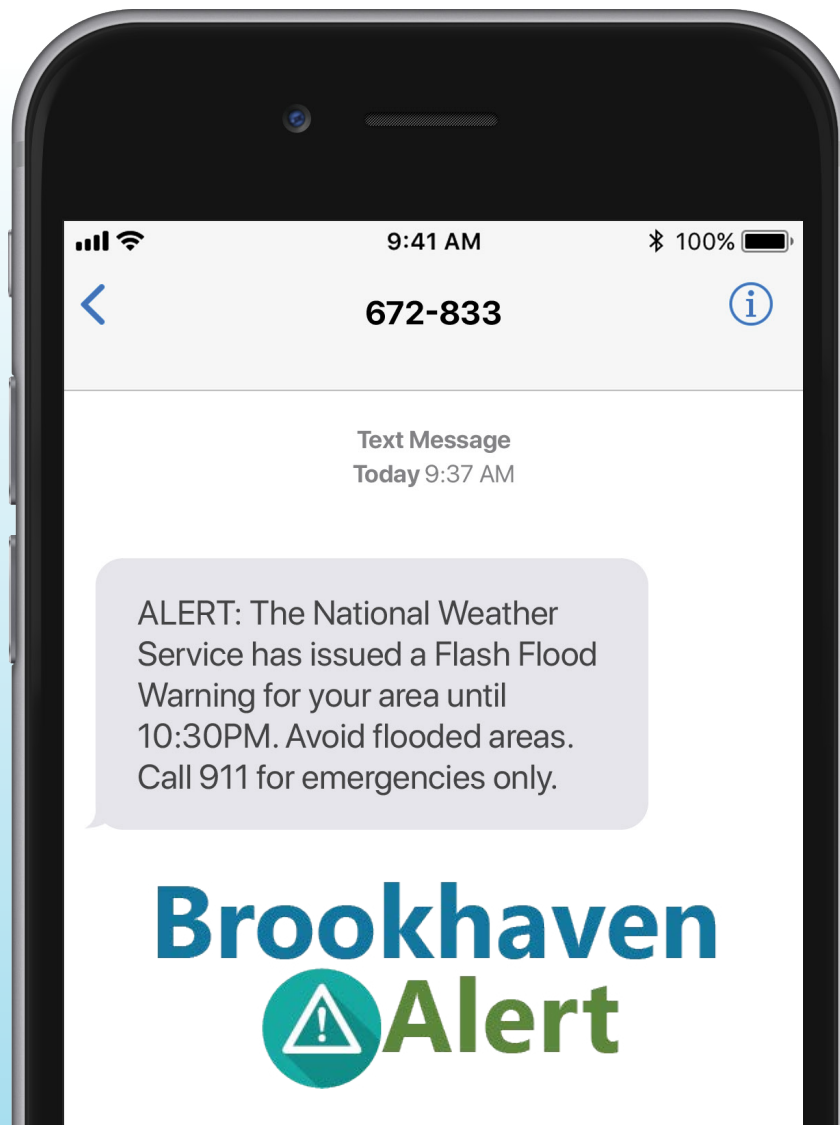 9:41 AM
100%
672-833
Text Message
Today 9:37 AM
ALERT: The National Weather
Service has issued a Flash Flood
Warning for your area until
10:30PM. Avoid flooded areas.
Call 911 for emergencies only.
Brookhaven
Alert